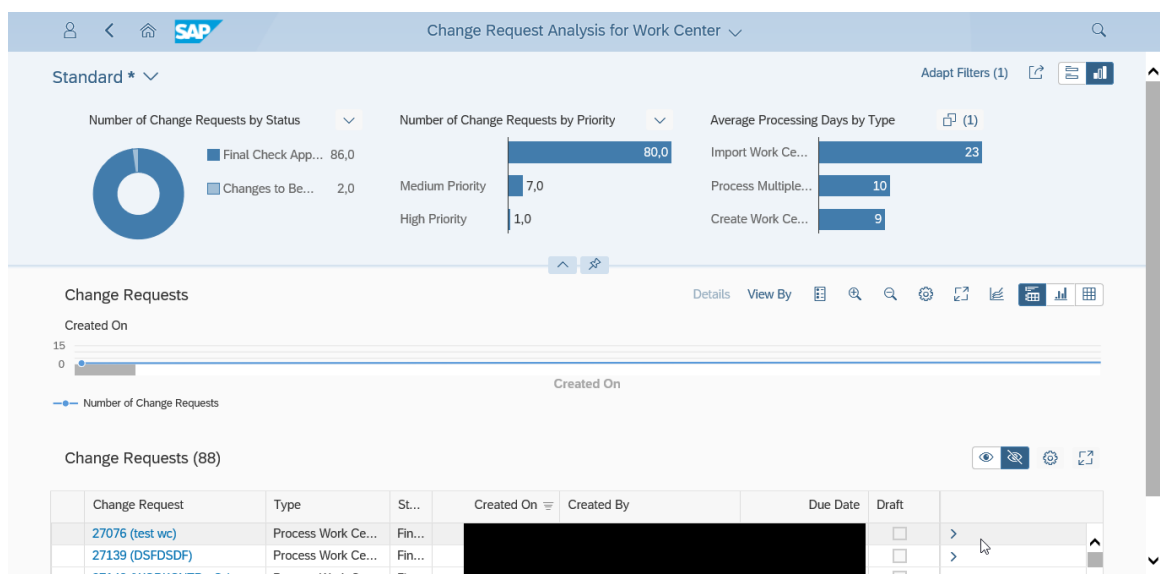 SAP
Change Request Analysis for Work Center
Standard *
Adapt Filters (1)
Number of Change Requests by Status
Final Check App... 86,0
Changes to Be... 2,0
Number of Change Requests by Priority
80,0
Medium Priority 7,0
High Priority 1,0
Average Processing Days by Type
(1)
Import Work Ce... 23
Process Multiple... 10
Create Work Ce... 9
Change Requests
Details View By
Created On
15
0
Created On
Number of Change Requests
Change Requests (88)
Change Request Type St... Created On Created By Due Date Draft
27076 (test wc) Process Work Ce... Fin...
27139 (DSFDSDF) Process Work Ce... Fin...